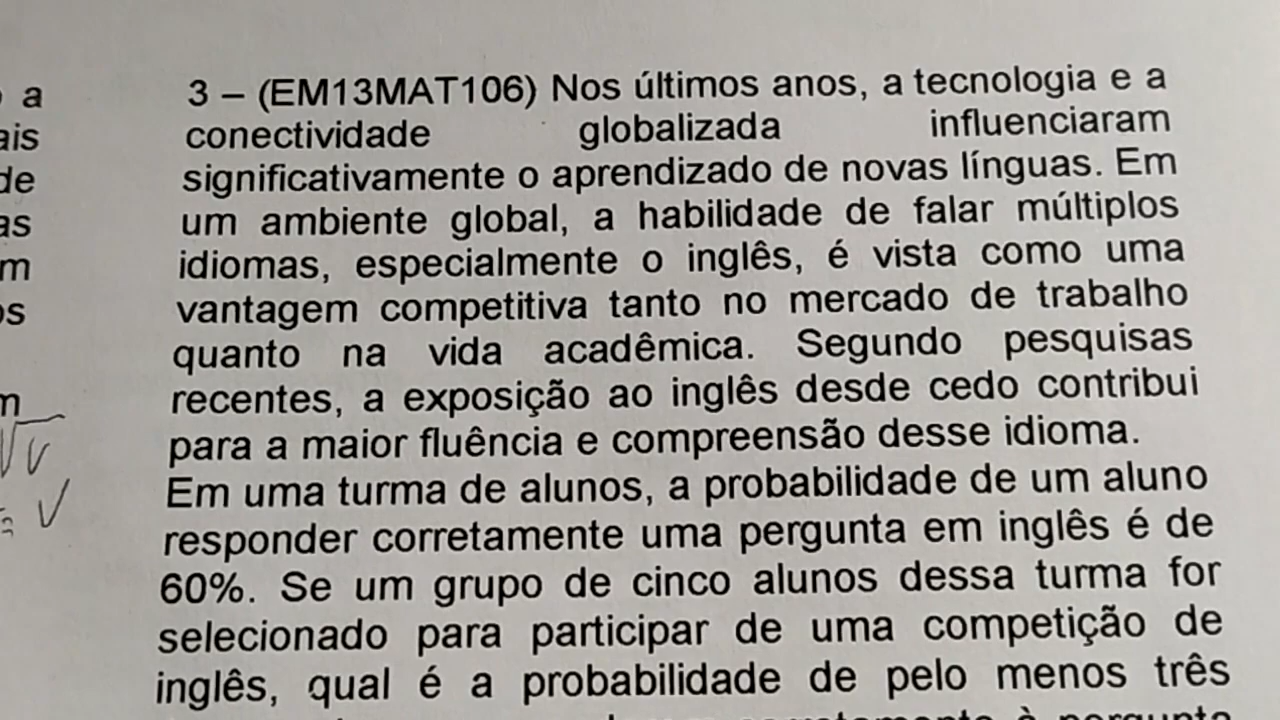 a
ais
de
as
m
os
m
3 – (EM13MAT106) Nos últimos anos, a tecnologia e a
conectividade globalizada influenciaram
significativamente o aprendizado de novas línguas. Em
um ambiente global, a habilidade de falar múltiplos
idiomas, especialmente o inglês, é vista como uma
vantagem competitiva tanto no mercado de trabalho
quanto na vida acadêmica. Segundo pesquisas
recentes, a exposição ao inglês desde cedo contribui
para a maior fluência e compreensão desse idioma.
Em uma turma de alunos, a probabilidade de um aluno
responder corretamente uma pergunta em inglês é de
60%. Se um grupo de cinco alunos dessa turma for
selecionado para participar de uma competição de
inglês, qual é a probabilidade de pelo menos três